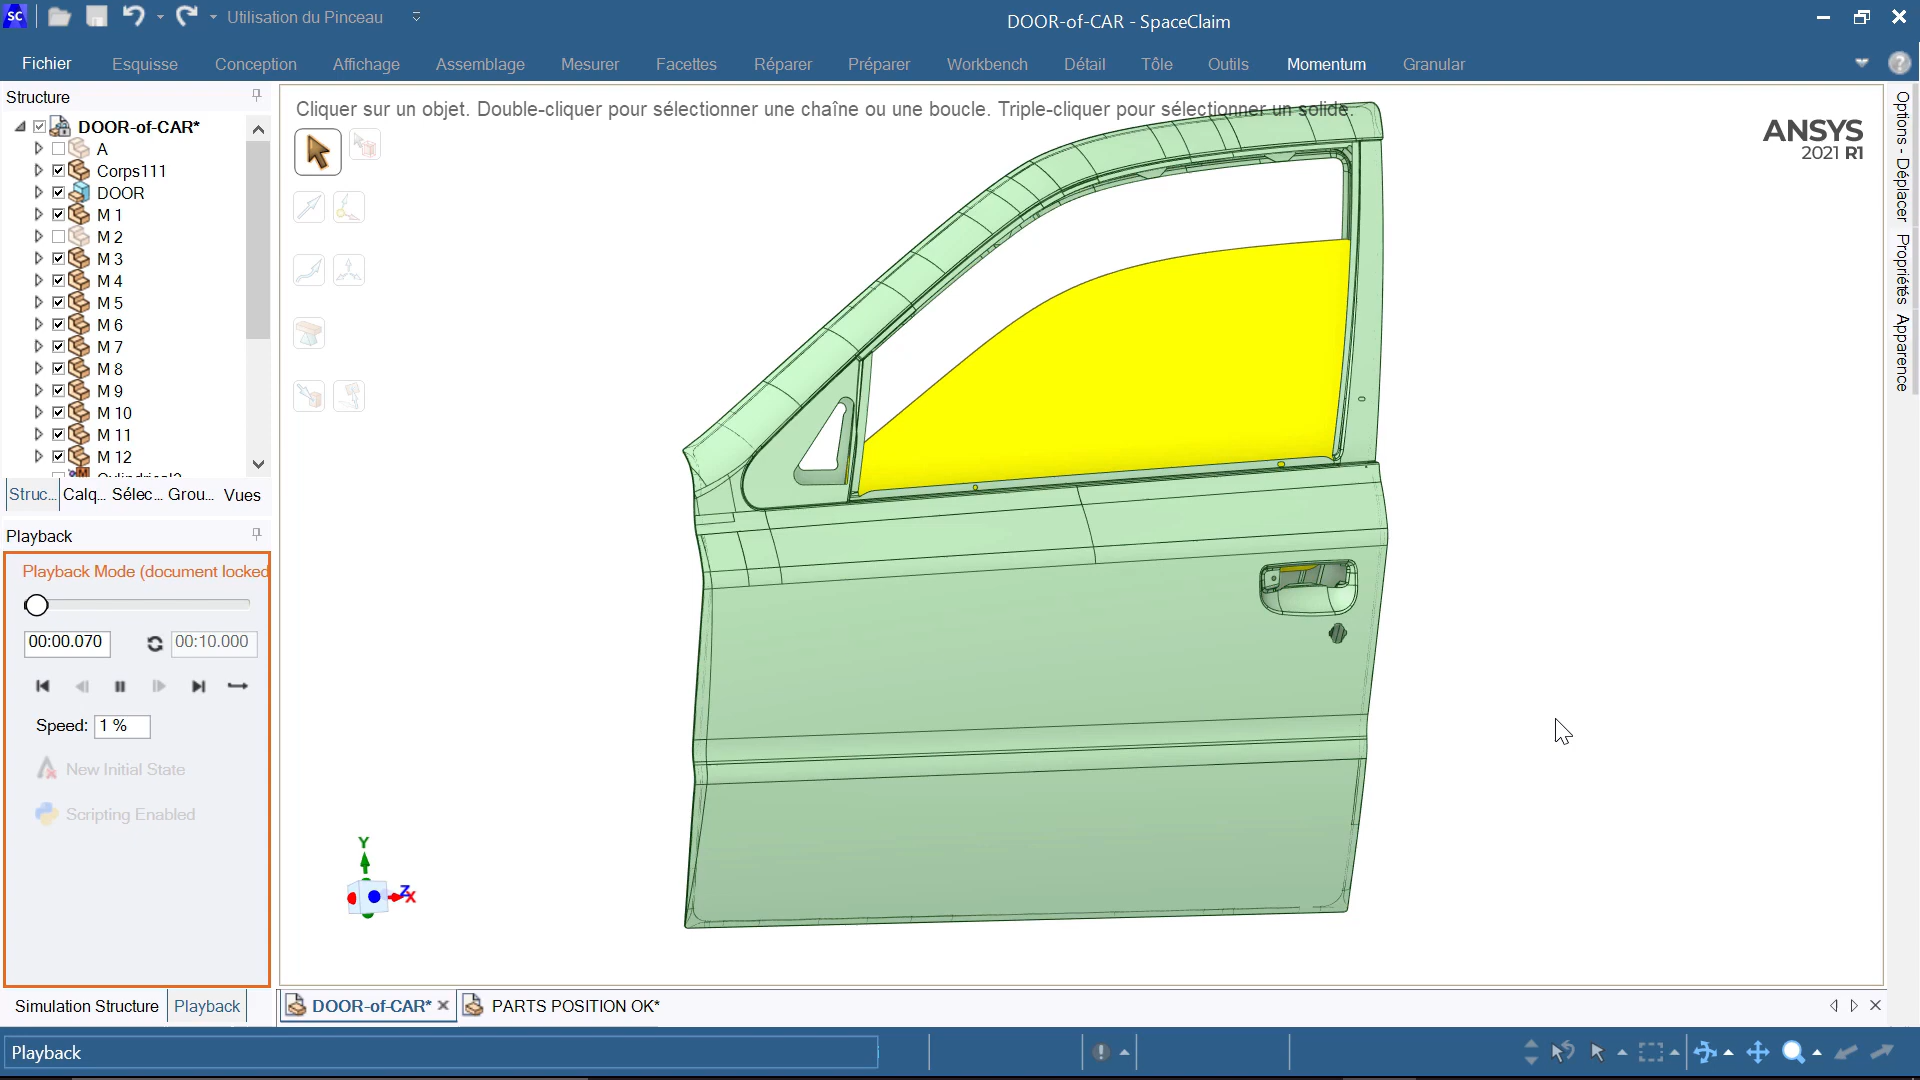 SC
Utilisation du Pinceau
DOOR-of-CAR - SpaceClaim
Fichier Esquisse Conception Affichage Assemblage Mesurer Facettes Réparer Préparer Workbench Détail Tôle Outils Momentum Granular
Structure
DOOR-of-CAR*
A
Corps111
DOOR
M 1
M 2
M 3
M 4
M 5
M 6
M 7
M 8
M 9
M 10
M 11
M 12
Struc... Calq... Sélec... Grou... Vues
Playback
Playback Mode (document locked
00:00.070
00:10.000
Speed: 1 %
New Initial State
Scripting Enabled
Simulation Structure
Playback
Cliquer sur un objet. Double-cliquer pour sélectionner une chaîne ou une boucle. Triple-cliquer pour sélectionner un solide.
ANSYS
2021 R1
Options - Déplacer
Propriétés
Apparence
Y
Z
X
DOOR-of-CAR*
PARTS POSITION OK*
Playback